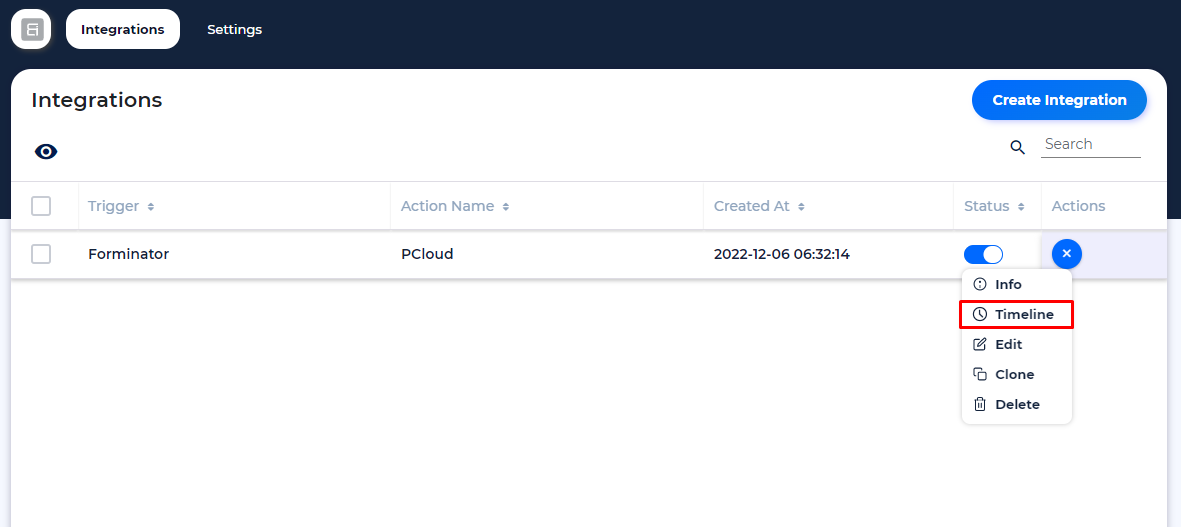 Integrations Settings
Integrations Create Integration
Search
Trigger Action Name Created At Status Actions
Forminator PCloud 2022-12-06 06:32:14
Info
Timeline
Edit
Clone
Delete